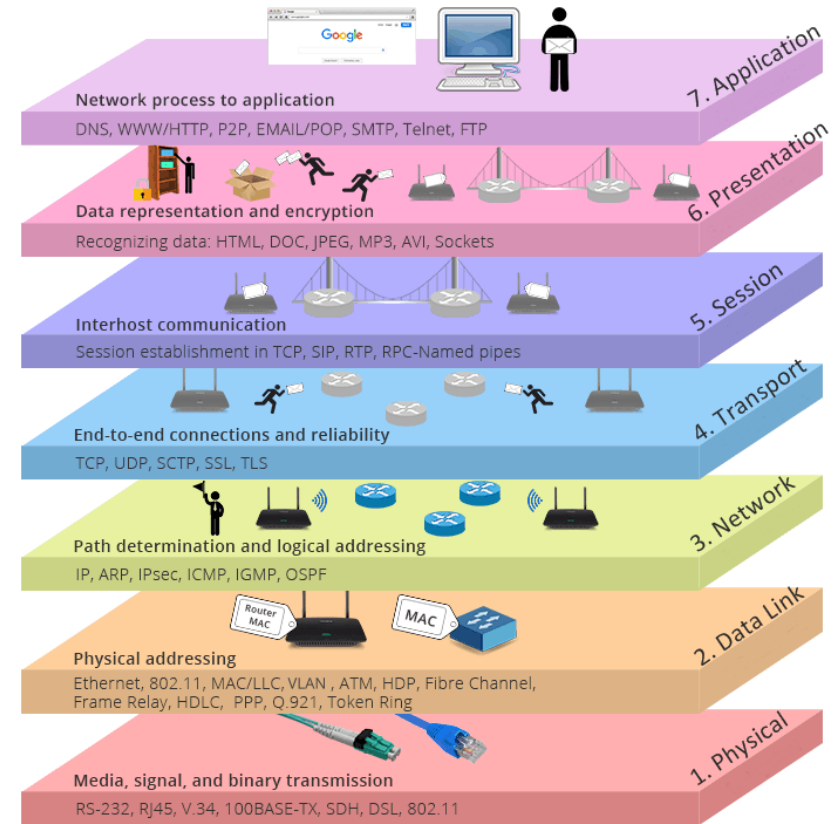 Google
7. Application
Network process to application
DNS, WWW/HTTP, P2P, EMAIL/POP, SMTP, Telnet, FTP
6. Presentation
Data representation and encryption
Recognizing data: HTML, DOC, JPEG, MP3, AVI, Sockets
5. Session
Interhost communication
Session establishment in TCP, SIP, RTP, RPC-Named pipes
4. Transport
End-to-end connections and reliability
TCP, UDP, SCTP, SSL, TLS
3. Network
Path determination and logical addressing
IP, ARP, IPsec, ICMP, IGMP, OSPF
Router
MAC
MAC
2. Data Link
Physical addressing
Ethernet, 802.11, MAC/LLC, VLAN , ATM, HDP, Fibre Channel,
Frame Relay, HDLC, PPP, Q.921, Token Ring
1. Physical
Media, signal, and binary transmission
RS-232, RJ45, V.34, 100BASE-TX, SDH, DSL, 802.11